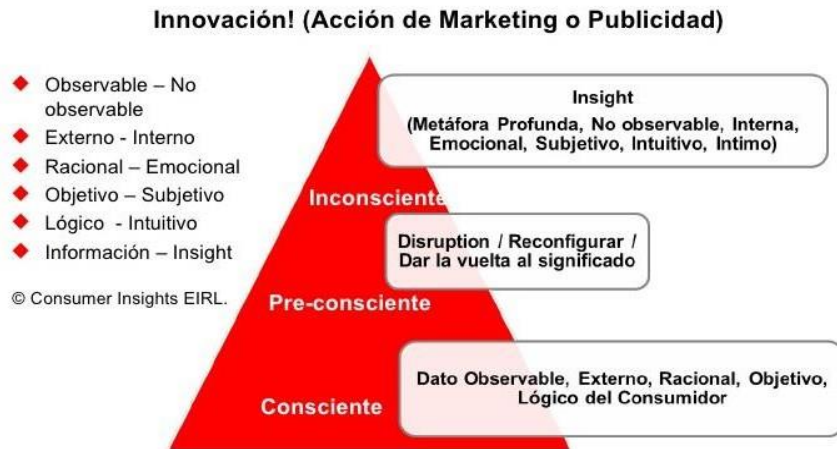 Innovación! (Acción de Marketing o Publicidad)
◆ Observable – No
observable
◆ Externo - Interno
◆ Racional – Emocional
◆ Objetivo – Subjetivo
◆ Lógico - Intuitivo
◆ Información – Insight
© Consumer Insights EIRL.
Insight
(Metáfora Profunda, No observable, Interna,
Emocional, Subjetivo, Intuitivo, Intimo)
Inconsciente
Disruption / Reconfigurar /
Dar la vuelta al significado
Pre-consciente
Dato Observable, Externo, Racional, Objetivo,
Lógico del Consumidor
Consciente